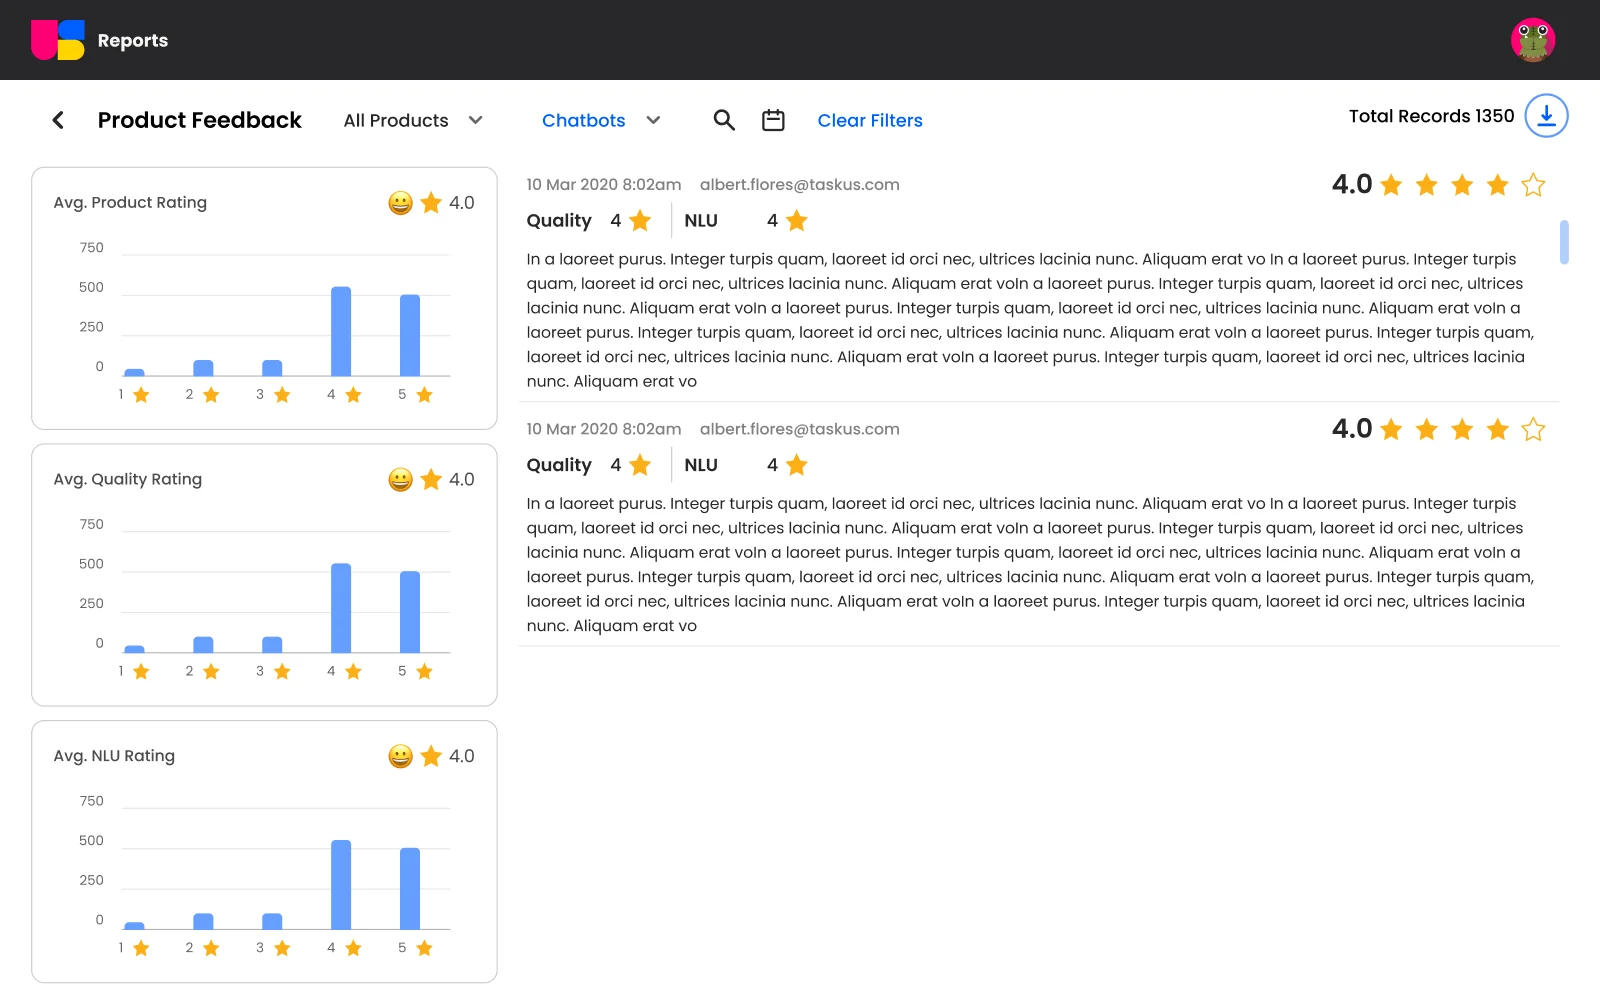 Reports
Product Feedback
All Products
Chatbots
Clear Filters
Total Records 1350
Avg. Product Rating
4.0
750
500
250
0
1
2
3
4
5
Avg. Quality Rating
4.0
750
500
250
0
1
2
3
4
5
Avg. NLU Rating
4.0
750
500
250
0
1
2
3
4
5
10 Mar 2020 8:02am albert.flores@taskus.com
4.0
Quality 4 NLU 4
In a laoreet purus. Integer turpis quam, laoreet id orci nec, ultrices lacinia nunc. Aliquam erat vo In a laoreet purus. Integer turpis
quam, laoreet id orci nec, ultrices lacinia nunc. Aliquam erat voIn a laoreet purus. Integer turpis quam, laoreet id orci nec, ultrices
lacinia nunc. Aliquam erat voIn a laoreet purus. Integer turpis quam, laoreet id orci nec, ultrices lacinia nunc. Aliquam erat voIn a
laoreet purus. Integer turpis quam, laoreet id orci nec, ultrices lacinia nunc. Aliquam erat voIn a laoreet purus. Integer turpis quam,
laoreet id orci nec, ultrices lacinia nunc. Aliquam erat voIn a laoreet purus. Integer turpis quam, laoreet id orci nec, ultrices lacinia
nunc. Aliquam erat vo
10 Mar 2020 8:02am albert.flores@taskus.com
4.0
Quality 4 NLU 4
In a laoreet purus. Integer turpis quam, laoreet id orci nec, ultrices lacinia nunc. Aliquam erat vo In a laoreet purus. Integer turpis
quam, laoreet id orci nec, ultrices lacinia nunc. Aliquam erat voIn a laoreet purus. Integer turpis quam, laoreet id orci nec, ultrices
lacinia nunc. Aliquam erat voIn a laoreet purus. Integer turpis quam, laoreet id orci nec, ultrices lacinia nunc. Aliquam erat voIn a
laoreet purus. Integer turpis quam, laoreet id orci nec, ultrices lacinia nunc. Aliquam erat voIn a laoreet purus. Integer turpis quam,
laoreet id orci nec, ultrices lacinia nunc. Aliquam erat voIn a laoreet purus. Integer turpis quam, laoreet id orci nec, ultrices lacinia
nunc. Aliquam erat vo